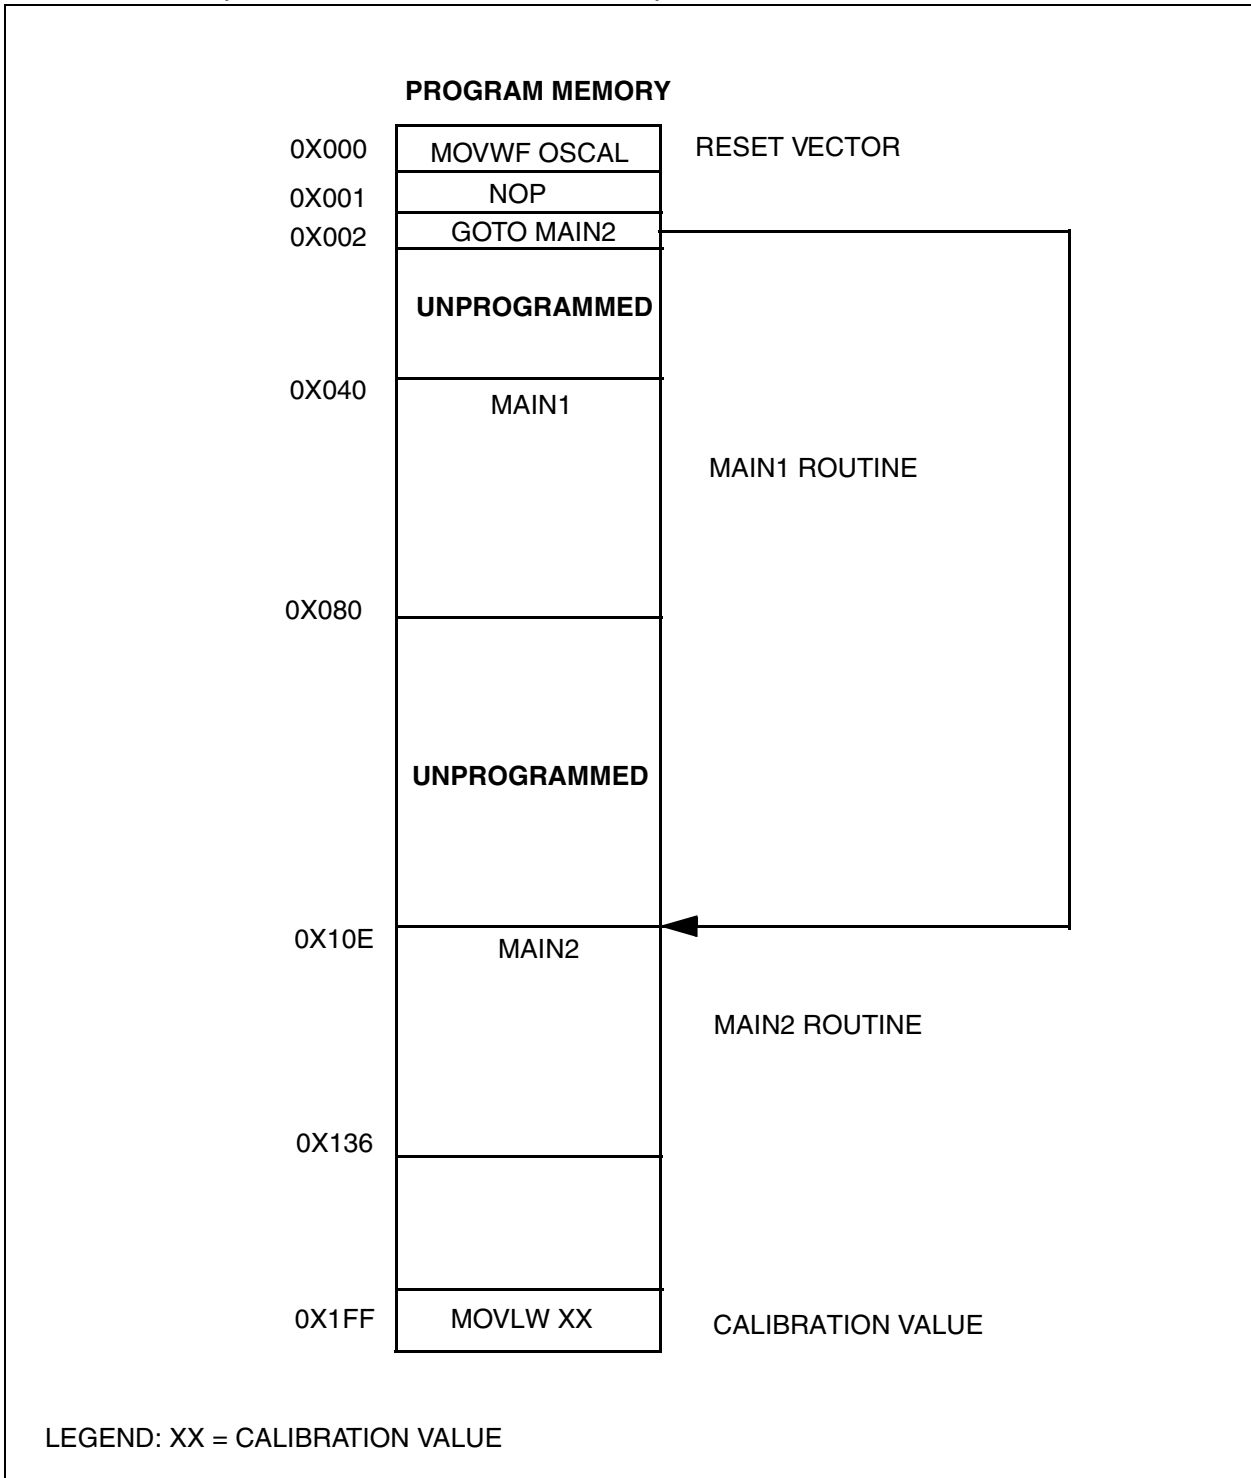 PROGRAM MEMORY
0X000 MOVWF OSCAL RESET VECTOR
0X001 NOP
0X002 GOTO MAIN2
UNPROGRAMMED
0X040 MAIN1
MAIN1 ROUTINE
0X080
UNPROGRAMMED
0X10E MAIN2
MAIN2 ROUTINE
0X136
0X1FF MOVLW XX CALIBRATION VALUE
LEGEND: XX = CALIBRATION VALUE